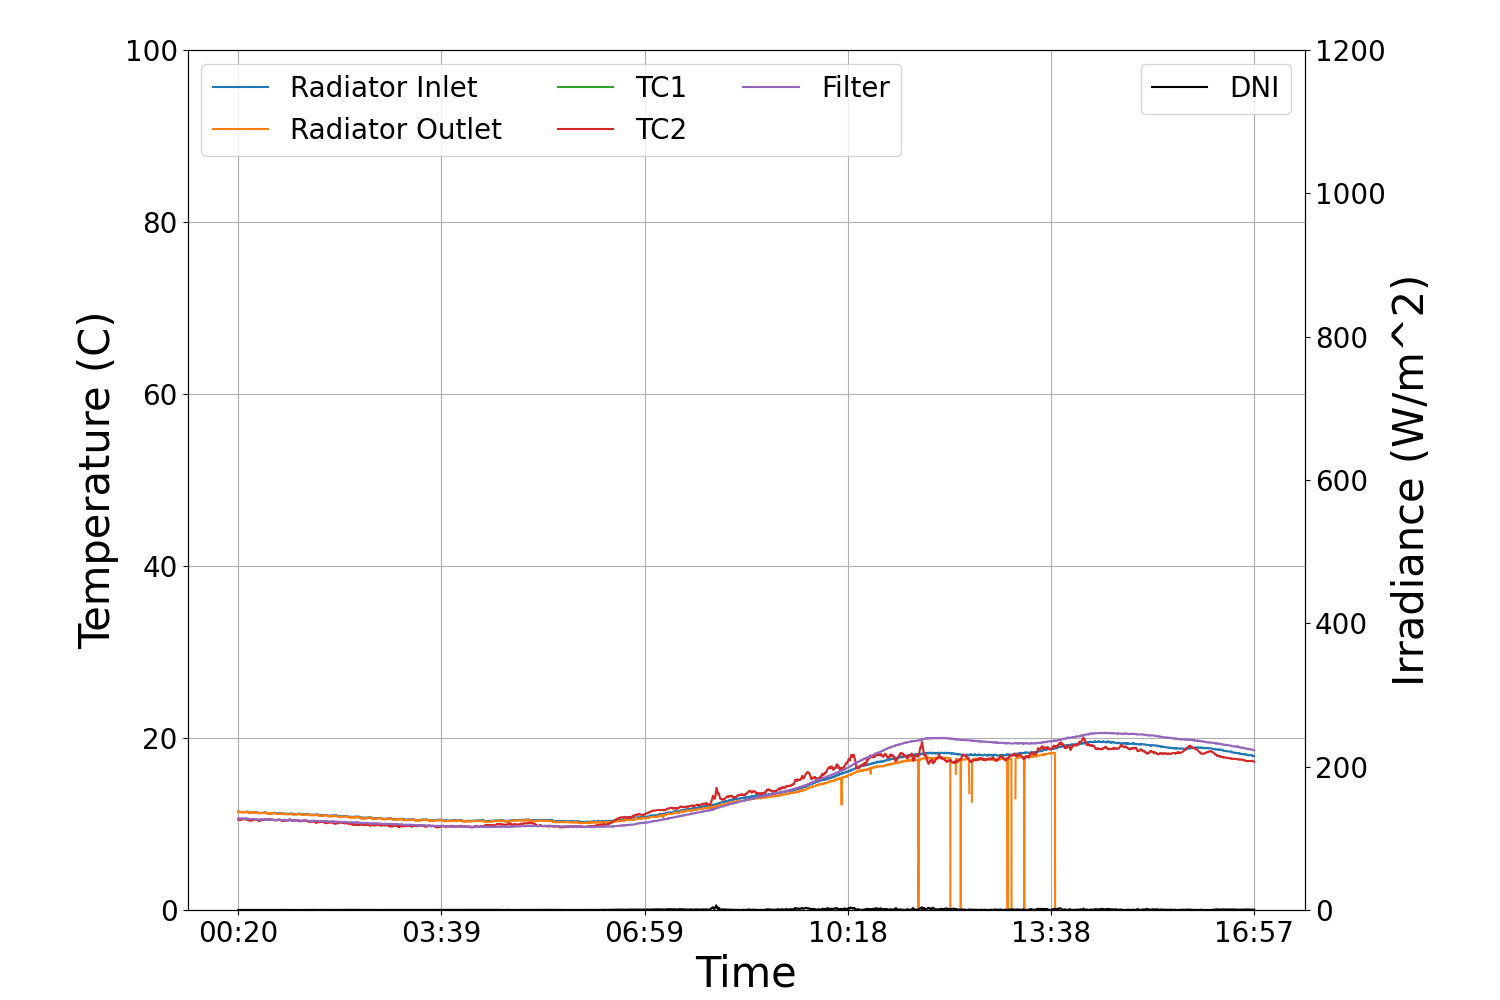 Radiator Inlet
Radiator Outlet
TC1
TC2
Filter
DNI
100
80
60
40
20
0
Temperature (C)
1200
1000
800
600
400
200
0
Irradiance (W/m^2)
00:20 03:39 06:59 10:18 13:38 16:57
Time